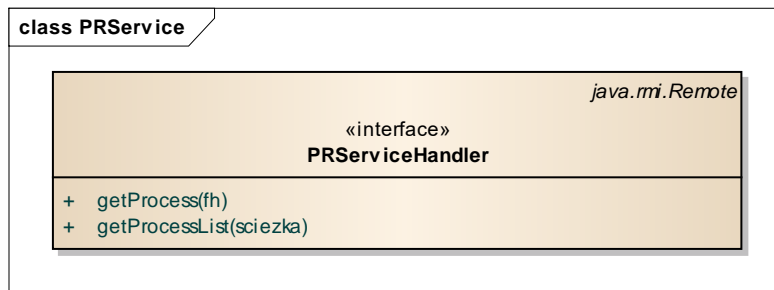 class PRService
java.rmi.Remote
«interface»
PRServiceHandler
+ getProcess(fh)
+ getProcessList(sciezka)